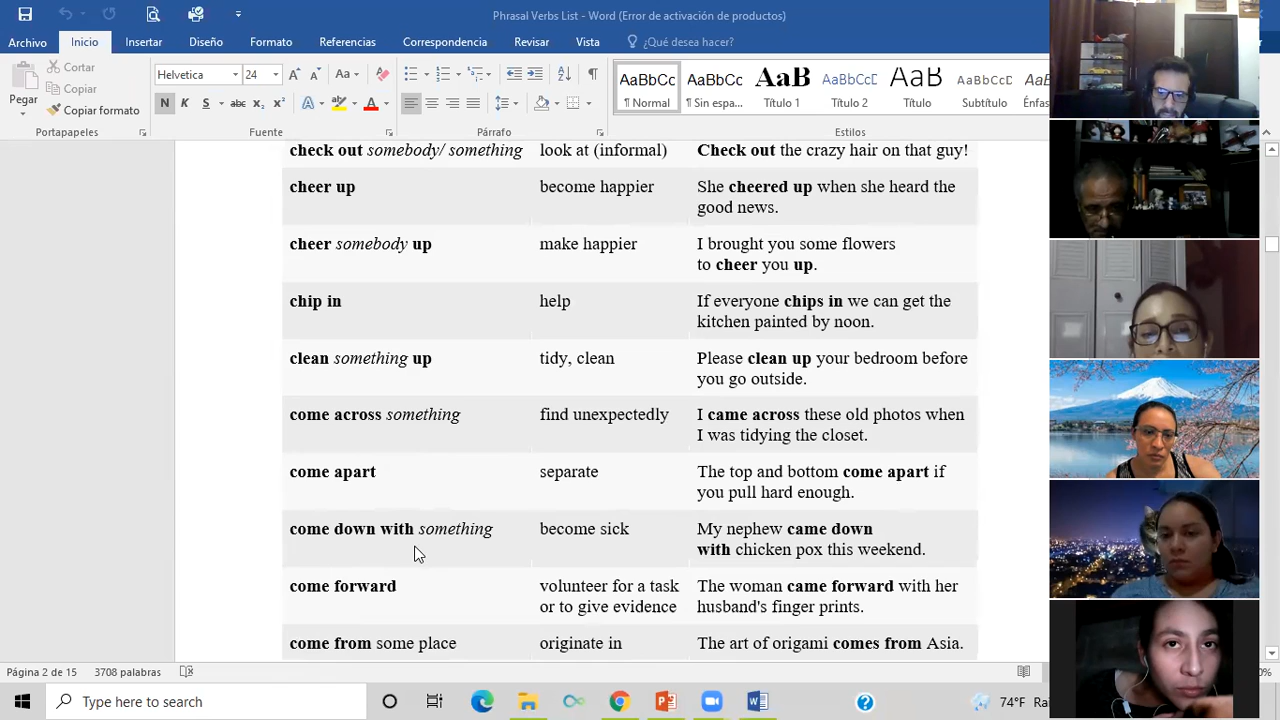 Phrasal Verbs List - Word (Error de activación de productos)
Archivo Inicio Insertar Diseño Formato Referencias Correspondencia Revisar Vista ¿Qué desea hacer?
Pegar
Cortar
Copiar
Copiar formato
Portapapeles
Helvetica 24
N K S abc x₂ x²
Fuente
Párrafo
AaBbCc AaBbCc AaB AaBbCcD AaB AaBbCcD AaBbCc
¶ Normal ¶ Sin espa... Título 1 Título 2 Título Subtítulo Énfas
Estilos
check out somebody/ something look at (informal) Check out the crazy hair on that guy!
cheer up become happier She cheered up when she heard the
good news.
cheer somebody up make happier I brought you some flowers
to cheer you up.
chip in help If everyone chips in we can get the
kitchen painted by noon.
clean something up tidy, clean Please clean up your bedroom before
you go outside.
come across something find unexpectedly I came across these old photos when
I was tidying the closet.
come apart separate The top and bottom come apart if
you pull hard enough.
come down with something become sick My nephew came down
with chicken pox this weekend.
come forward volunteer for a task The woman came forward with her
or to give evidence husband's finger prints.
come from some place originate in The art of origami comes from Asia.
Página 2 de 15 3708 palabras 0%
Type here to search 74°F Ra